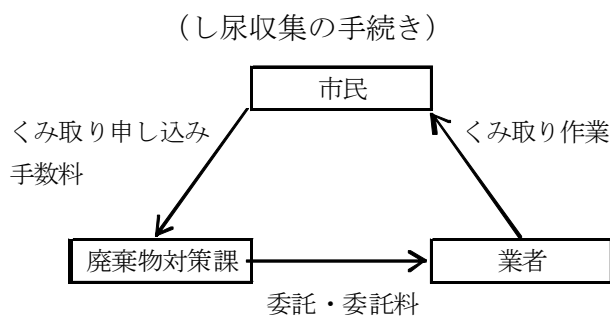 （し尿収集の手続き）
市民
くみ取り申し込み
手数料
くみ取り作業
廃棄物対策課
業者
委託・委託料